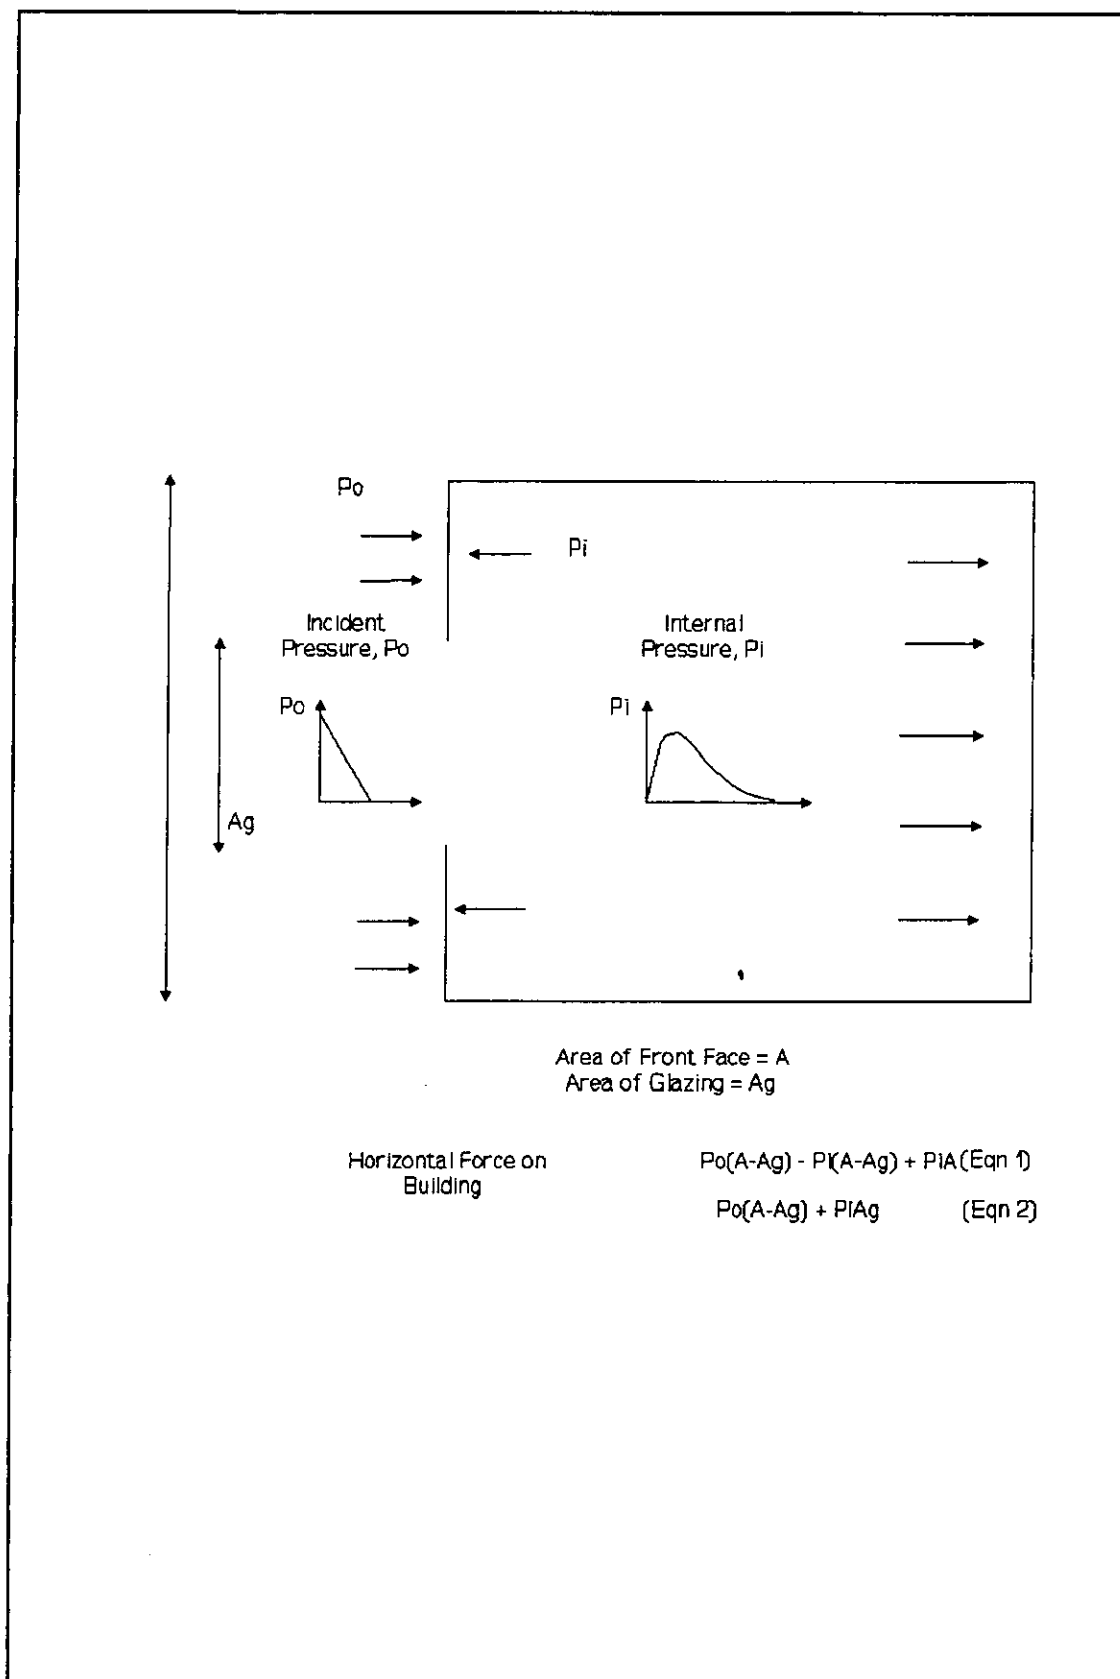 Po
Pi
Incident
Pressure, Po
Internal
Pressure, Pi
Po
Pi
Ag
Area of Front Face = A
Area of Glazing = Ag
Horizontal Force on
Building
Po(A-Ag) - Pi(A-Ag) + PiA (Eqn 1)
Po(A-Ag) + PiAg (Eqn 2)